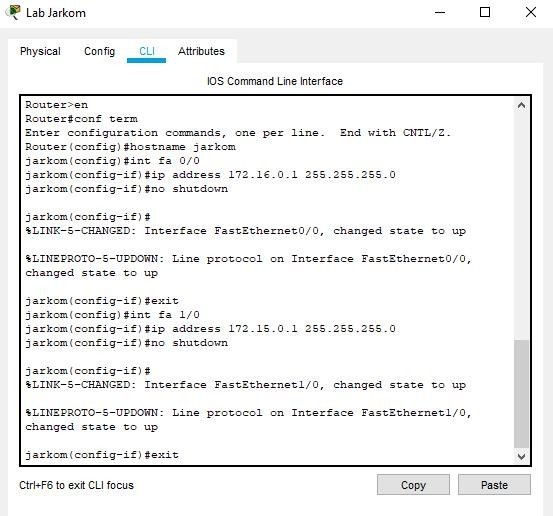 Lab Jarkom
Physical Config CLI Attributes
IOS Command Line Interface
Router>en
Router#conf term
Enter configuration commands, one per line. End with CNTL/Z.
Router(config)#hostname jarkom
jarkom(config)#int fa 0/0
jarkom(config-if)#ip address 172.16.0.1 255.255.255.0
jarkom(config-if)#no shutdown
jarkom(config-if)#
%LINK-5-CHANGED: Interface FastEthernet0/0, changed state to up
%LINEPROTO-5-UPDOWN: Line protocol on Interface FastEthernet0/0,
changed state to up
jarkom(config-if)#exit
jarkom(config)#int fa 1/0
jarkom(config-if)#ip address 172.15.0.1 255.255.255.0
jarkom(config-if)#no shutdown
jarkom(config-if)#
%LINK-5-CHANGED: Interface FastEthernet1/0, changed state to up
%LINEPROTO-5-UPDOWN: Line protocol on Interface FastEthernet1/0,
changed state to up
jarkom(config-if)#exit
Ctrl+F6 to exit CLI focus Copy Paste